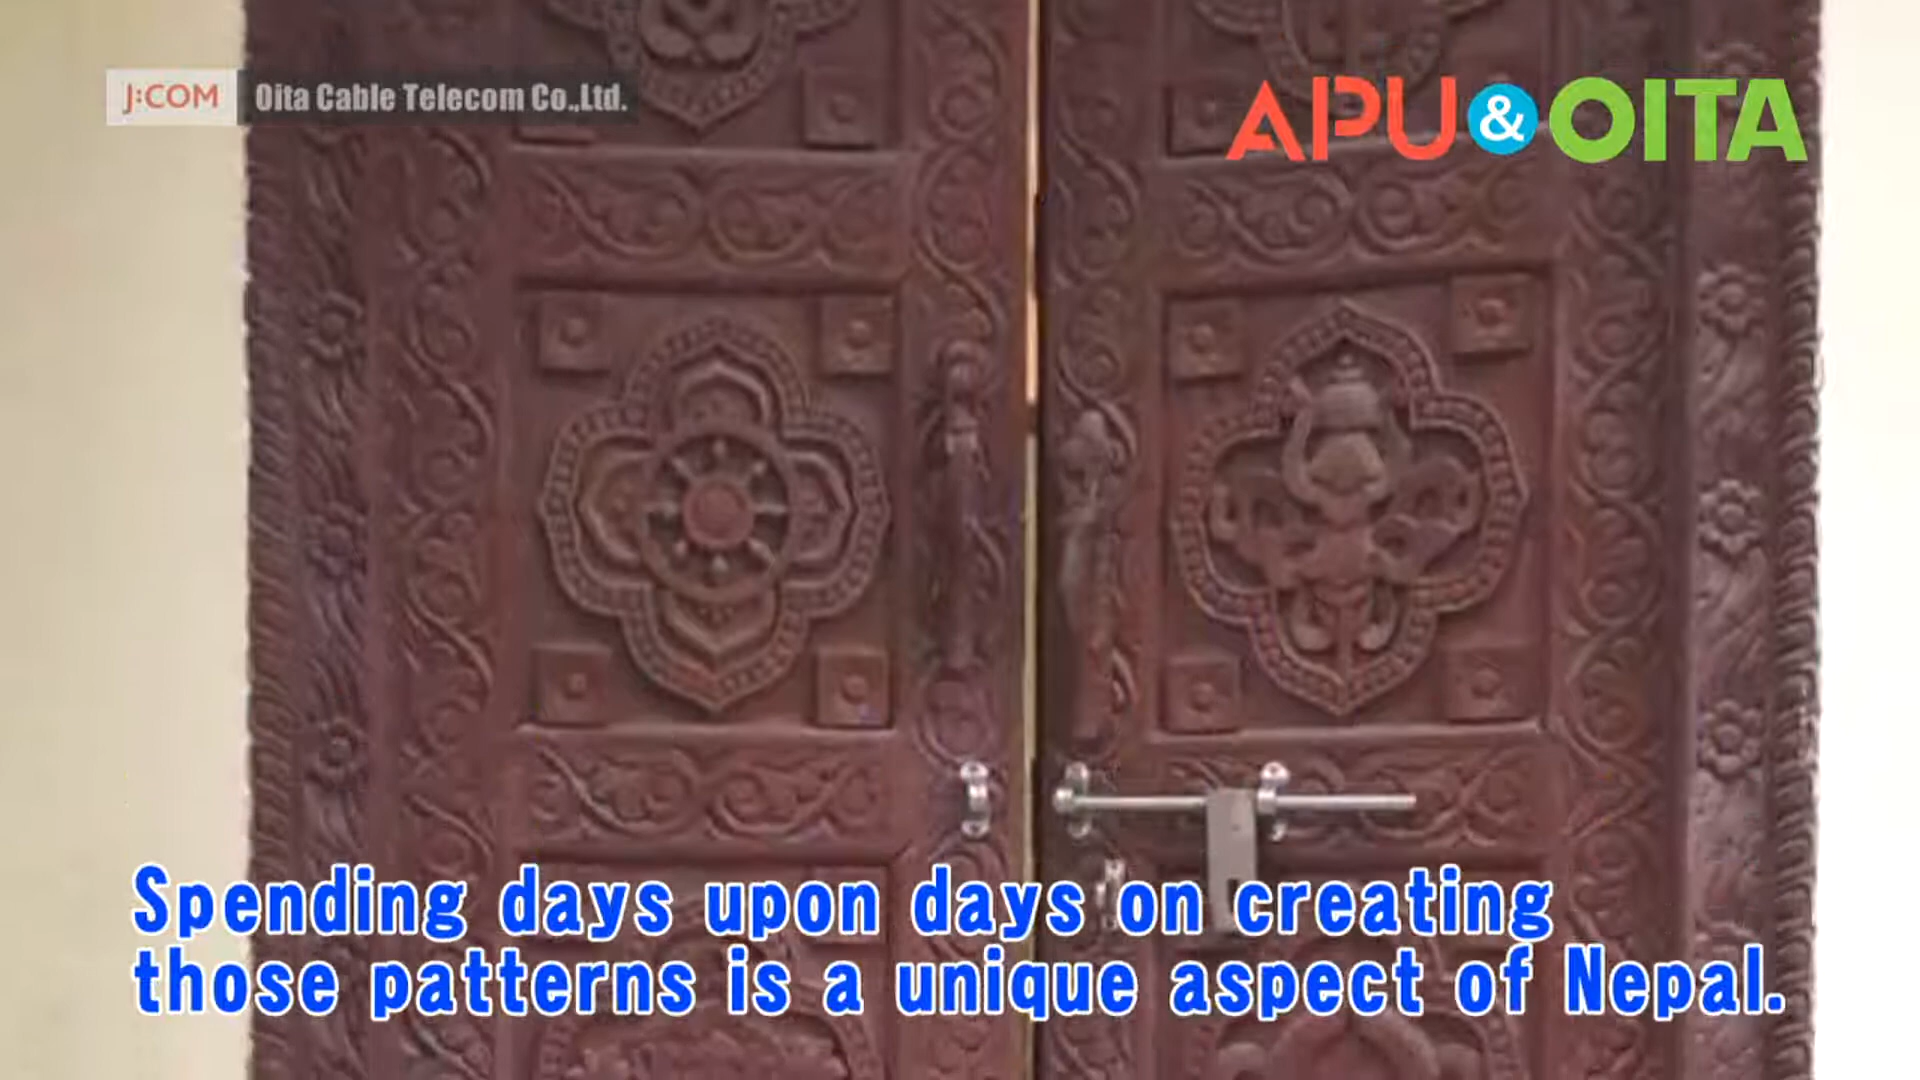 J:COM Oita Cable Telecom Co.,Ltd.
APU&OITA
Spending days upon days on creating
those patterns is a unique aspect of Nepal.